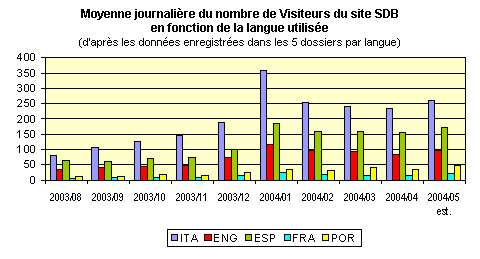 Moyenne journalière du nombre de Visiteurs du site SDB
en fonction de la langue utilisée
(d'après les données enregistrées dans les 5 dossiers par langue)
400
350
300
250
200
150
100
50
0
2003/08 2003/09 2003/10 2003/11 2003/12 2004/01 2004/02 2004/03 2004/04 2004/05
est.
ITA ENG ESP FRA POR